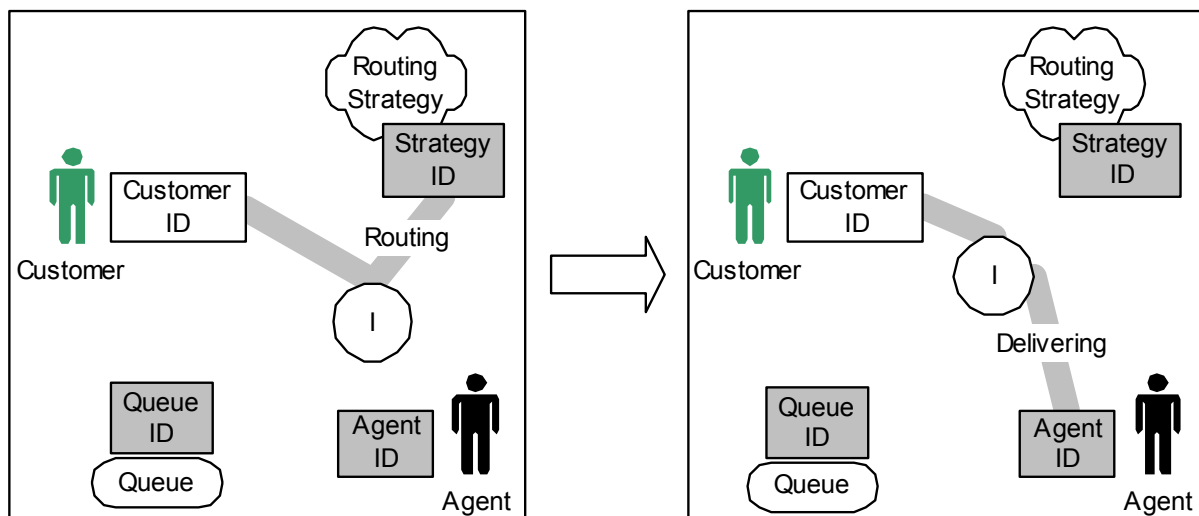 Routing
Strategy
Strategy
ID
Customer
ID
Routing
Customer
I
Queue
ID
Agent
ID
Queue
Agent
Routing
Strategy
Strategy
ID
Customer
ID
Customer
I
Delivering
Queue
ID
Agent
ID
Queue
Agent